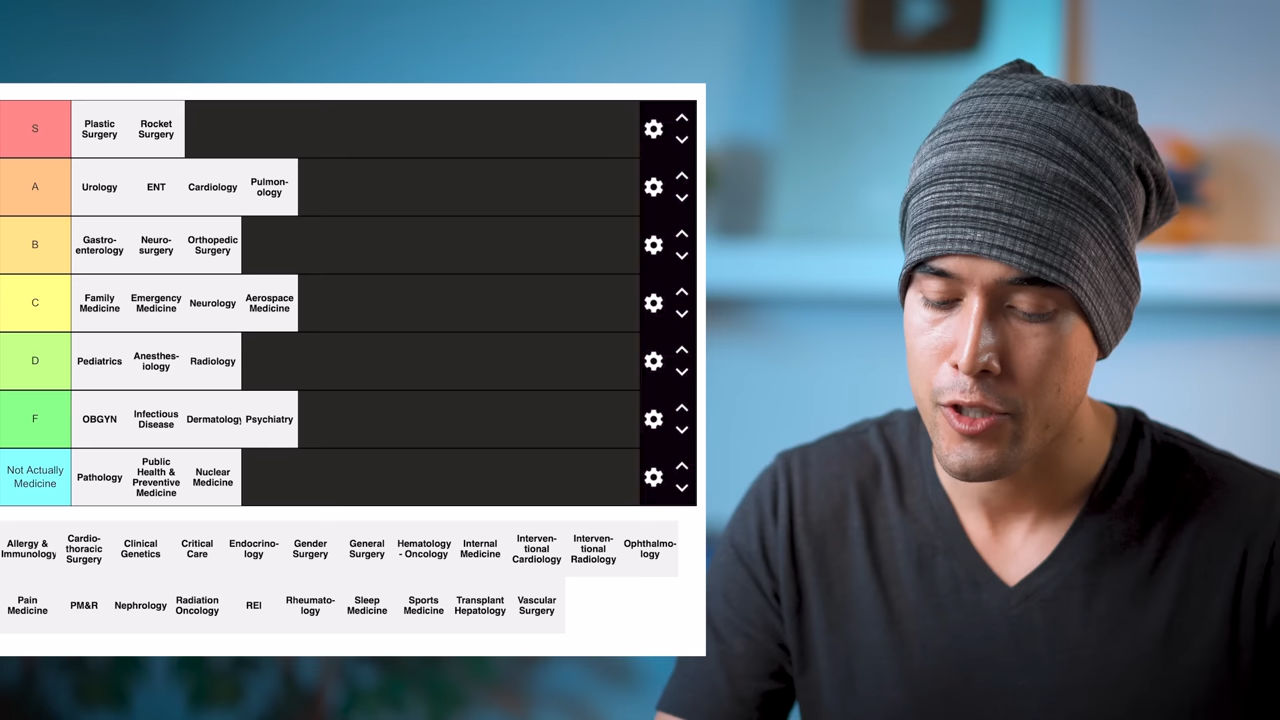 S
Plastic
Surgery
Rocket
Surgery
A
Urology
ENT
Cardiology
Pulmon-
ology
B
Gastro-
enterology
Neuro-
surgery
Orthopedic
Surgery
C
Family
Medicine
Emergency
Medicine
Neurology
Aerospace
Medicine
D
Pediatrics
Anesthes-
iology
Radiology
F
OBGYN
Infectious
Disease
Dermatology
Psychiatry
Not Actually
Medicine
Pathology
Public
Health &
Preventive
Medicine
Nuclear
Medicine
Allergy &
Immunology
Cardio-
thoracic
Surgery
Clinical
Genetics
Critical
Care
Endocrino-
logy
Gender
Surgery
General
Surgery
Hematology
- Oncology
Internal
Medicine
Interven-
tional
Cardiology
Interven-
tional
Radiology
Ophthalmo-
logy
Pain
Medicine
PM&R
Nephrology
Radiation
Oncology
REI
Rheumato-
logy
Sleep
Medicine
Sports
Medicine
Transplant
Hepatology
Vascular
Surgery